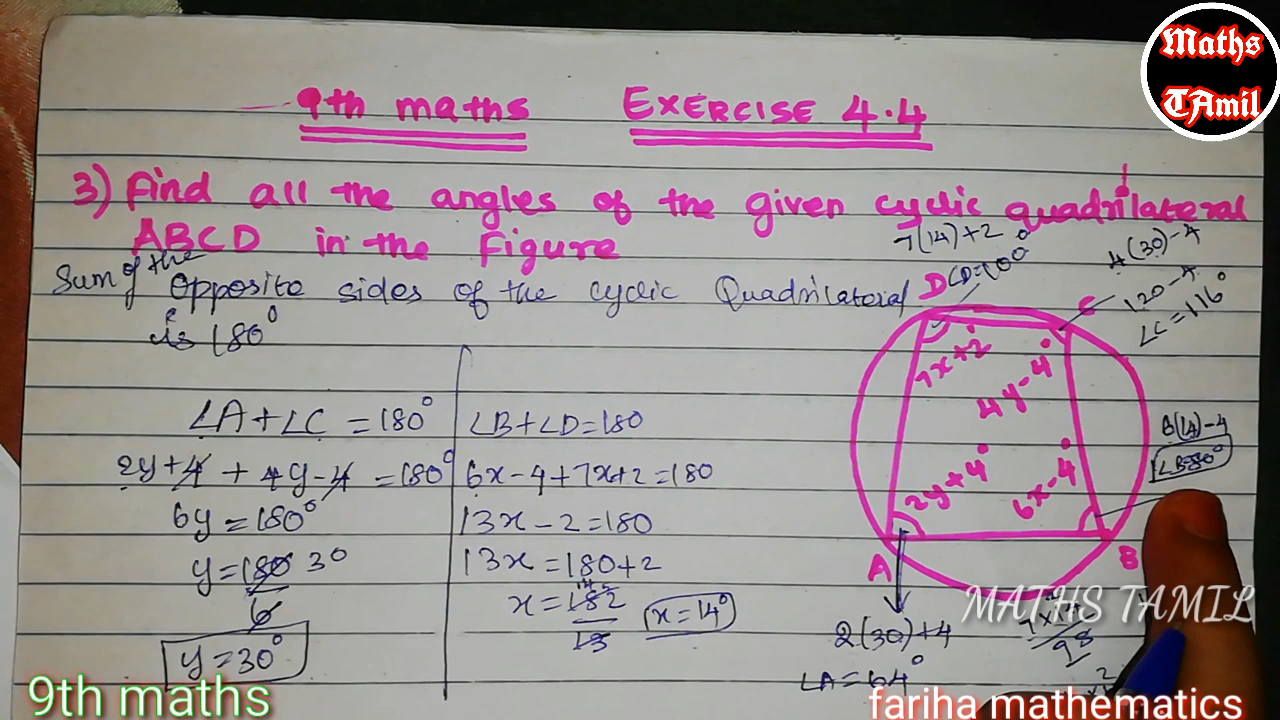 Maths
TAmil
9th maths EXERCISE 4.4
3) Find all the angles of the given cyclic quadrilateral
ABCD in the Figure
Sum of the opposite sides of the cyclic Quadrilateral
is 180°
∠A+∠C =180°
2y+4 + 4y-4 =180°
6y=180°
y=180 30
6
y=30°
∠B+∠D=180
6x-4+7x+2=180
13x-2=180
13x=180+2
x=182 14
13
x=14°
7(14)+2
D=100°
4(30)-4
120-4
∠C=116°
D
C
7x+2°
4y-4°
2y+4°
6x-4°
A
B
6(14)-4
∠B=80°
2(30)+4
∠A=64°
7x14
98
2
MATHS TAMIL
9th maths
fariha mathematics